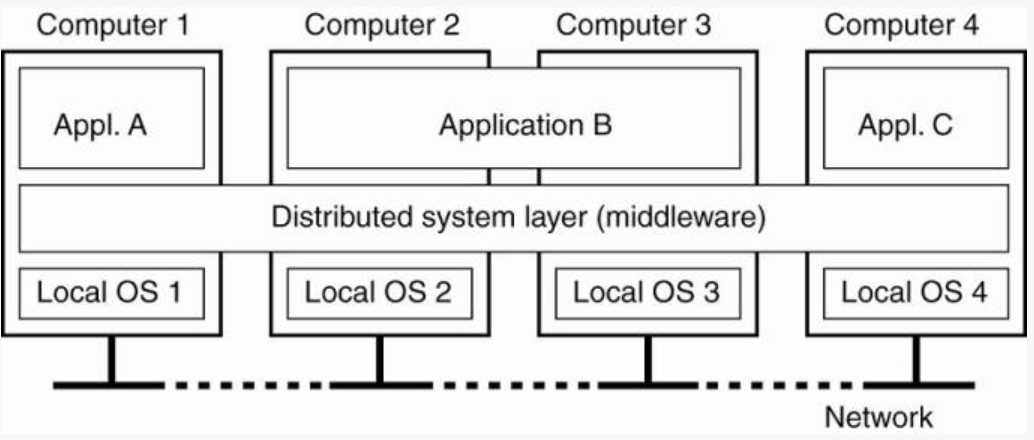 Computer 1
Computer 2
Computer 3
Computer 4
Appl. A
Application B
Appl. C
Distributed system layer (middleware)
Local OS 1
Local OS 2
Local OS 3
Local OS 4
Network